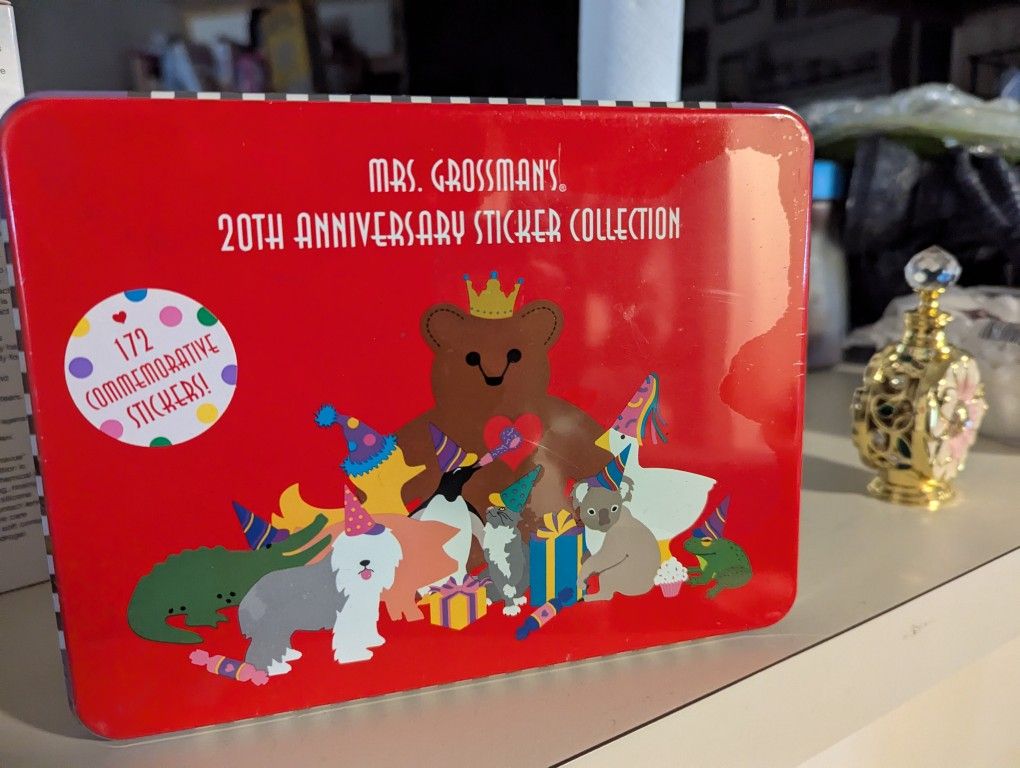 MRS. GROSSMAN'S®
20TH ANNIVERSARY STICKER COLLECTION
172
COMMEMORATIVE
STICKERS!